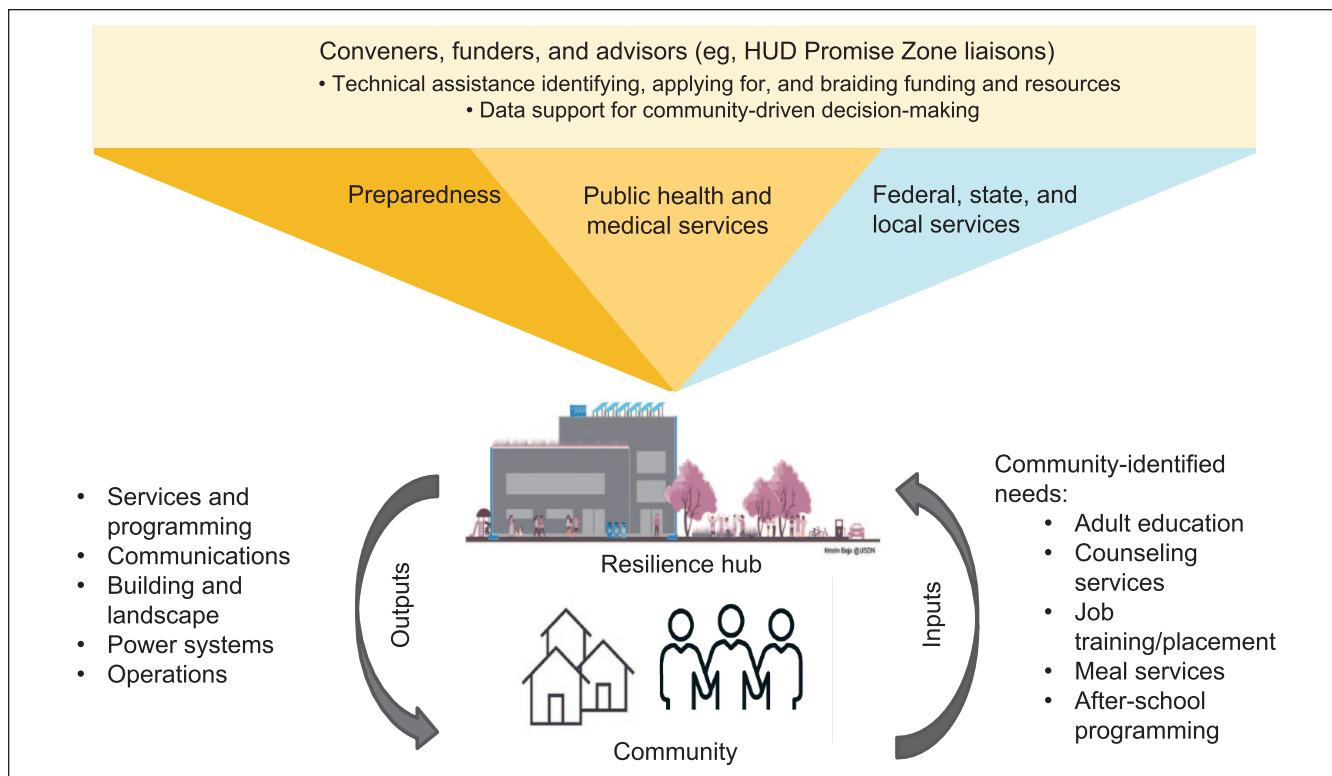 Conveners, funders, and advisors (eg, HUD Promise Zone liaisons)
• Technical assistance identifying, applying for, and braiding funding and resources
• Data support for community-driven decision-making
Preparedness
Public health and
medical services
Federal, state, and
local services
• Services and
programming
• Communications
• Building and
landscape
• Power systems
• Operations
Outputs
Kristin Baja @USDN
Resilience hub
Community
Inputs
Community-identified
needs:
• Adult education
• Counseling
services
• Job
training/placement
• Meal services
• After-school
programming